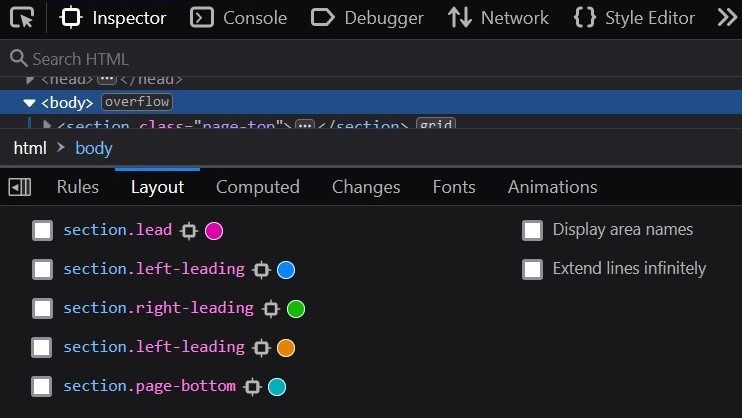 Inspector Console Debugger Network {} Style Editor
Search HTML
<head> ... </head>
<body> overflow
<section class="page-top"> ... </section> grid
html > body
Rules Layout Computed Changes Fonts Animations
section.lead Display area names
section.left-leading Extend lines infinitely
section.right-leading
section.left-leading
section.page-bottom